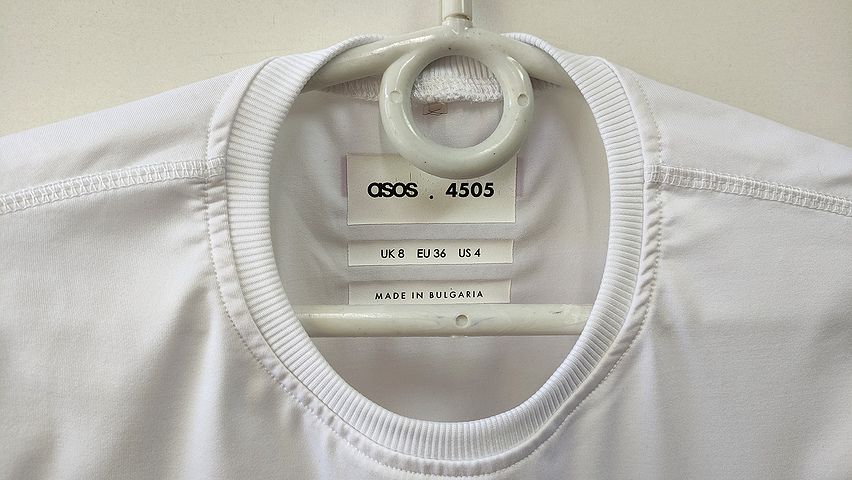 asos . 4505
UK 8 EU 36 US 4
MADE IN BULGARIA